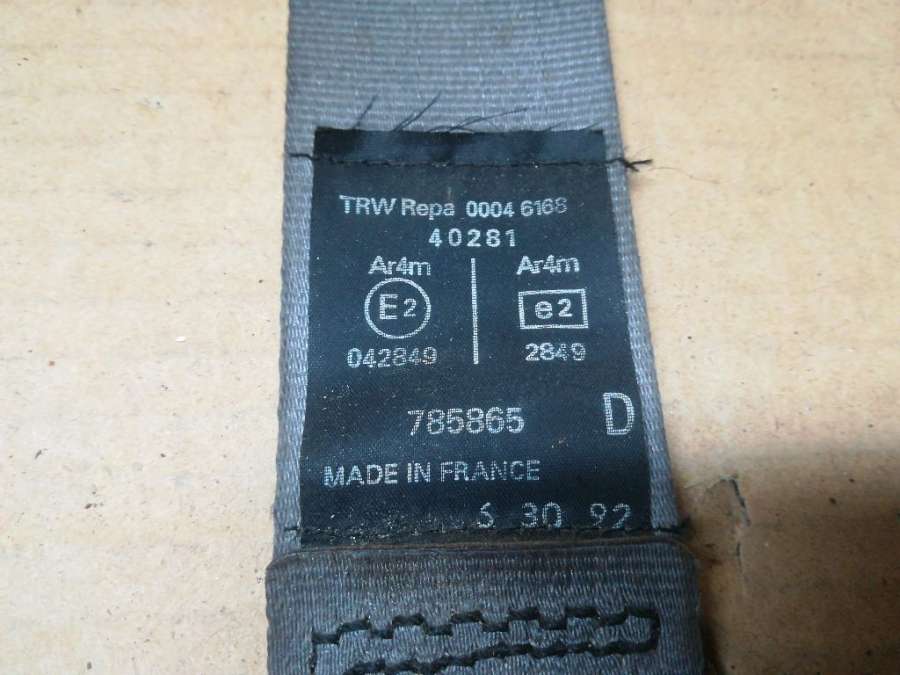 TRW Repa 0004 6168
40281
Ar4m Ar4m
E2 e2
042849 2849
785865 D
MADE IN FRANCE
30 92